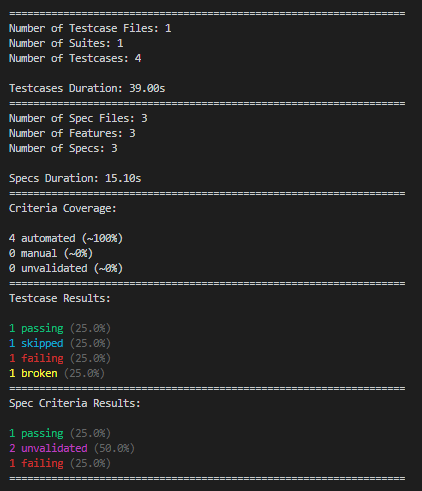 ==================================================================
Number of Testcase Files: 1
Number of Suites: 1
Number of Testcases: 4
Testcases Duration: 39.00s
==================================================================
Number of Spec Files: 3
Number of Features: 3
Number of Specs: 3
Specs Duration: 15.10s
==================================================================
Criteria Coverage:
4 automated (~100%)
0 manual (~0%)
0 unvalidated (~0%)
==================================================================
Testcase Results:
1 passing (25.0%)
1 skipped (25.0%)
1 failing (25.0%)
1 broken (25.0%)
==================================================================
Spec Criteria Results:
1 passing (25.0%)
2 unvalidated (50.0%)
1 failing (25.0%)
==================================================================